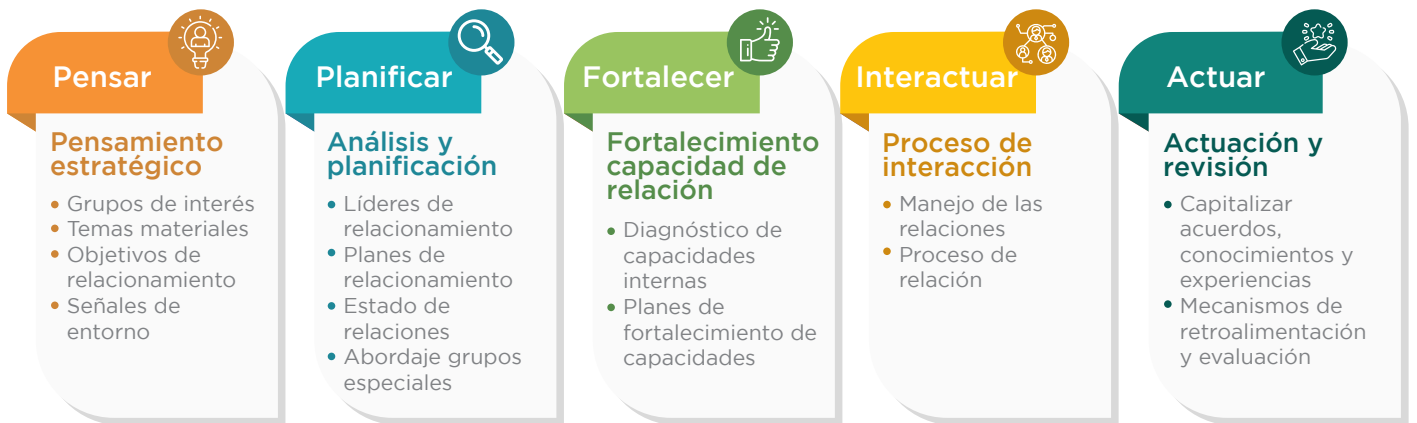 Pensar
Pensamiento
estratégico
• Grupos de interés
• Temas materiales
• Objetivos de
relacionamiento
• Señales de
entorno
Planificar
Análisis y
planificación
• Líderes de
relacionamiento
• Planes de
relacionamiento
• Estado de
relaciones
• Abordaje grupos
especiales
Fortalecer
Fortalecimiento
capacidad de
relación
• Diagnóstico de
capacidades
internas
• Planes de
fortalecimiento de
capacidades
Interactuar
Proceso de
interacción
• Manejo de las
relaciones
• Proceso de
relación
Actuar
Actuación y
revisión
• Capitalizar
acuerdos,
conocimientos y
experiencias
• Mecanismos de
retroalimentación
y evaluación